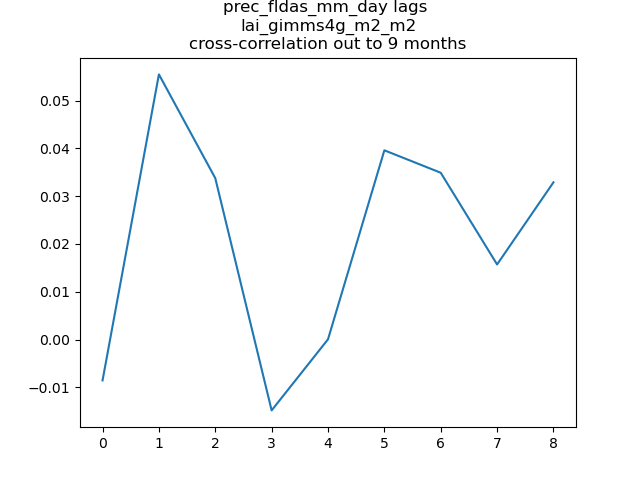 prec_fldas_mm_day lags
lai_gimms4g_m2_m2
cross-correlation out to 9 months
0.05
0.04
0.03
0.02
0.01
0.00
−0.01
0 1 2 3 4 5 6 7 8